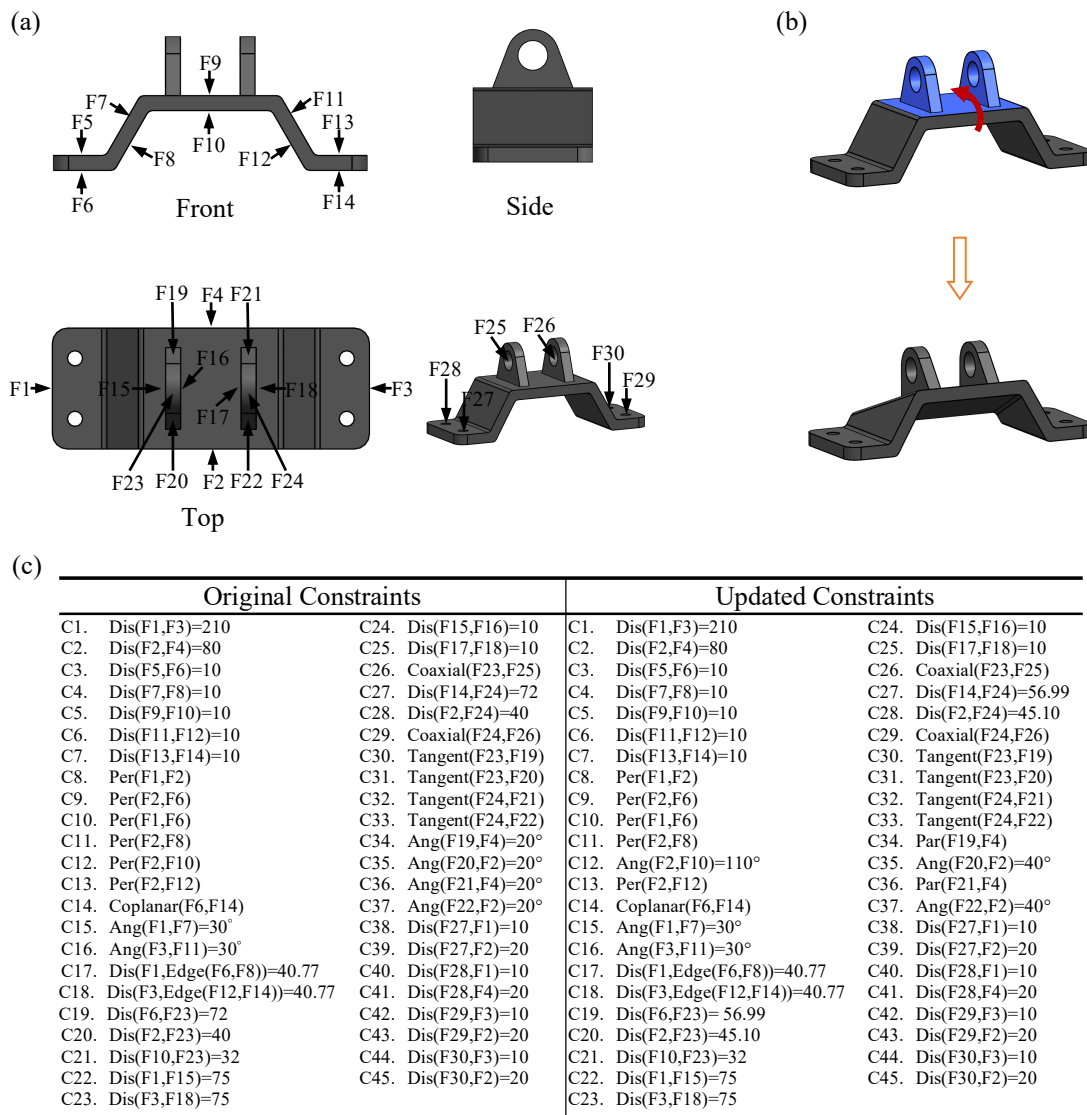 (a)
(b)
F9
F7
F11
F5
F13
F10
F8
F12
F6
F14
Front
Side
F19
F4
F21
F16
F1
F15
F18
F3
F17
F23
F20
F2
F22
F24
Top
F25
F26
F30
F28
F29
F27
(c)
Original Constraints
Updated Constraints
C1. Dis(F1,F3)=210
C2. Dis(F2,F4)=80
C3. Dis(F5,F6)=10
C4. Dis(F7,F8)=10
C5. Dis(F9,F10)=10
C6. Dis(F11,F12)=10
C7. Dis(F13,F14)=10
C8. Per(F1,F2)
C9. Per(F2,F6)
C10. Per(F1,F6)
C11. Per(F2,F8)
C12. Per(F2,F10)
C13. Per(F2,F12)
C14. Coplanar(F6,F14)
C15. Ang(F1,F7)=30°
C16. Ang(F3,F11)=30°
C17. Dis(F1,Edge(F6,F8))=40.77
C18. Dis(F3,Edge(F12,F14))=40.77
C19. Dis(F6,F23)=72
C20. Dis(F2,F23)=40
C21. Dis(F10,F23)=32
C22. Dis(F1,F15)=75
C23. Dis(F3,F18)=75
C24. Dis(F15,F16)=10
C25. Dis(F17,F18)=10
C26. Coaxial(F23,F25)
C27. Dis(F14,F24)=72
C28. Dis(F2,F24)=40
C29. Coaxial(F24,F26)
C30. Tangent(F23,F19)
C31. Tangent(F23,F20)
C32. Tangent(F24,F21)
C33. Tangent(F24,F22)
C34. Ang(F19,F4)=20°
C35. Ang(F20,F2)=20°
C36. Ang(F21,F4)=20°
C37. Ang(F22,F2)=20°
C38. Dis(F27,F1)=10
C39. Dis(F27,F2)=20
C40. Dis(F28,F1)=10
C41. Dis(F28,F4)=20
C42. Dis(F29,F3)=10
C43. Dis(F29,F2)=20
C44. Dis(F30,F3)=10
C45. Dis(F30,F2)=20
C1. Dis(F1,F3)=210
C2. Dis(F2,F4)=80
C3. Dis(F5,F6)=10
C4. Dis(F7,F8)=10
C5. Dis(F9,F10)=10
C6. Dis(F11,F12)=10
C7. Dis(F13,F14)=10
C8. Per(F1,F2)
C9. Per(F2,F6)
C10. Per(F1,F6)
C11. Per(F2,F8)
C12. Ang(F2,F10)=110°
C13. Per(F2,F12)
C14. Coplanar(F6,F14)
C15. Ang(F1,F7)=30°
C16. Ang(F3,F11)=30°
C17. Dis(F1,Edge(F6,F8))=40.77
C18. Dis(F3,Edge(F12,F14))=40.77
C19. Dis(F6,F23)= 56.99
C20. Dis(F2,F23)=45.10
C21. Dis(F10,F23)=32
C22. Dis(F1,F15)=75
C23. Dis(F3,F18)=75
C24. Dis(F15,F16)=10
C25. Dis(F17,F18)=10
C26. Coaxial(F23,F25)
C27. Dis(F14,F24)=56.99
C28. Dis(F2,F24)=45.10
C29. Coaxial(F24,F26)
C30. Tangent(F23,F19)
C31. Tangent(F23,F20)
C32. Tangent(F24,F21)
C33. Tangent(F24,F22)
C34. Par(F19,F4)
C35. Ang(F20,F2)=40°
C36. Par(F21,F4)
C37. Ang(F22,F2)=40°
C38. Dis(F27,F1)=10
C39. Dis(F27,F2)=20
C40. Dis(F28,F1)=10
C41. Dis(F28,F4)=20
C42. Dis(F29,F3)=10
C43. Dis(F29,F2)=20
C44. Dis(F30,F3)=10
C45. Dis(F30,F2)=20